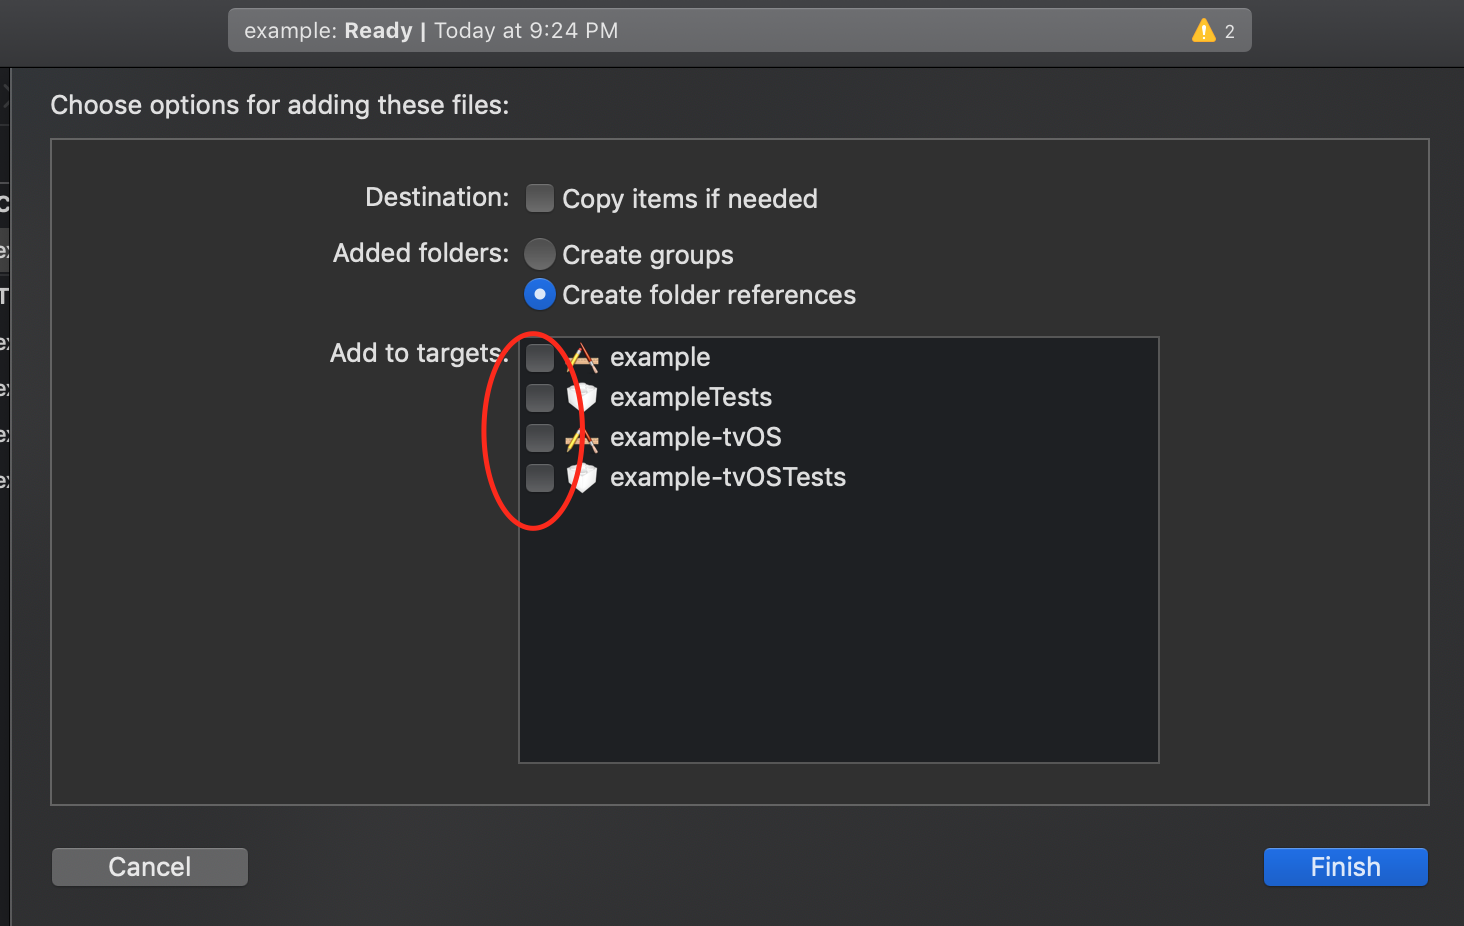 example: Ready | Today at 9:24 PM
2
Choose options for adding these files:
Destination: Copy items if needed
Added folders: Create groups
Create folder references
Add to targets: example
exampleTests
example-tvOS
example-tvOSTests
Cancel
Finish